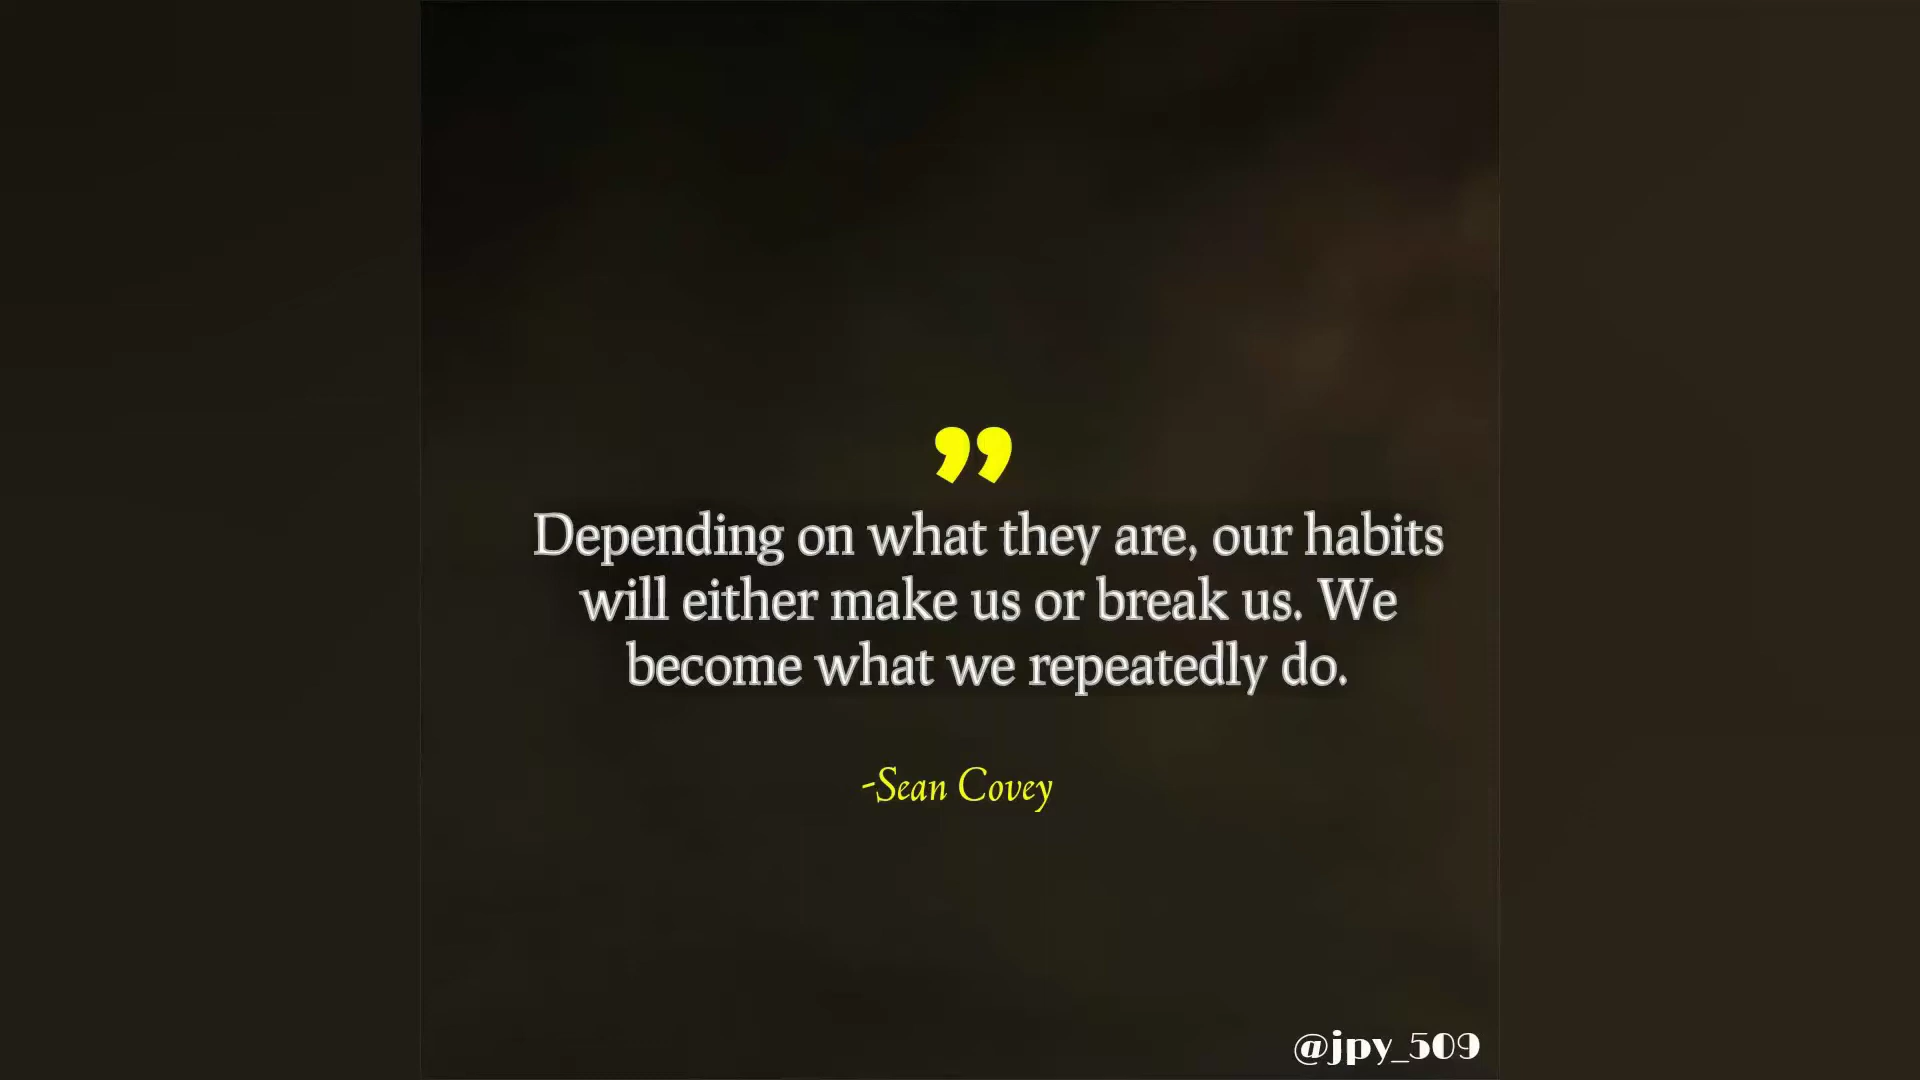 ”
Depending on what they are, our habits
will either make us or break us. We
become what we repeatedly do.
-Sean Covey
@jpy_509